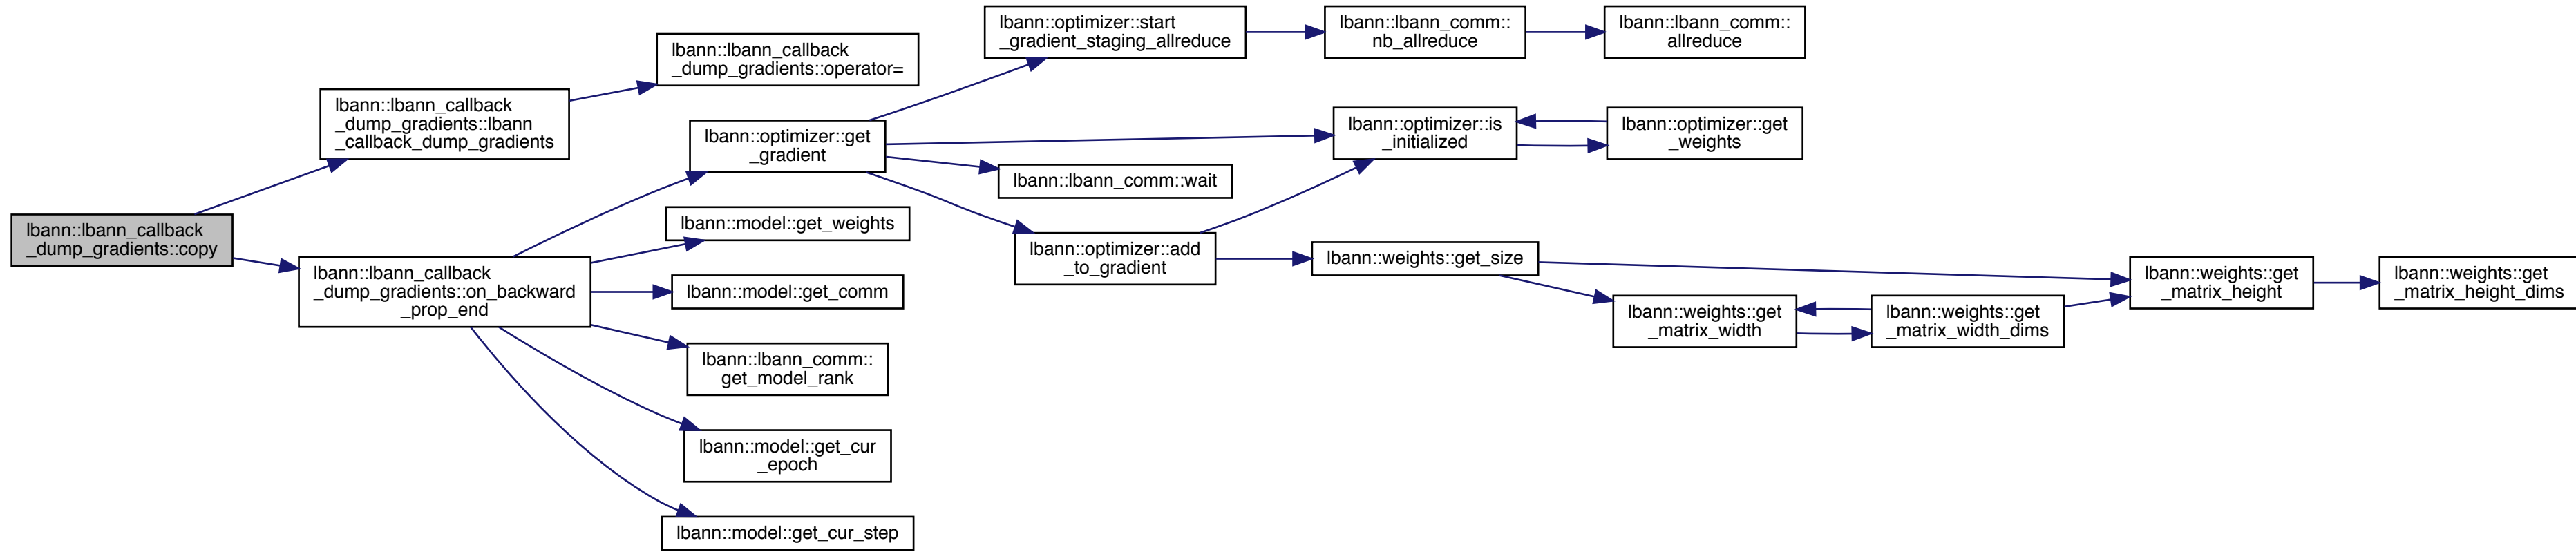 lbann::lbann_callback
_dump_gradients::copy
lbann::lbann_callback
_dump_gradients::lbann
_callback_dump_gradients
lbann::lbann_callback
_dump_gradients::operator=
lbann::lbann_callback
_dump_gradients::on_backward
_prop_end
lbann::optimizer::get
_gradient
lbann::model::get_weights
lbann::model::get_comm
lbann::lbann_comm::
get_model_rank
lbann::model::get_cur
_epoch
lbann::model::get_cur_step
lbann::optimizer::start
_gradient_staging_allreduce
lbann::lbann_comm::
nb_allreduce
lbann::lbann_comm::
allreduce
lbann::optimizer::is
_initialized
lbann::optimizer::get
_weights
lbann::lbann_comm::wait
lbann::optimizer::add
_to_gradient
lbann::weights::get_size
lbann::weights::get
_matrix_width
lbann::weights::get
_matrix_width_dims
lbann::weights::get
_matrix_height
lbann::weights::get
_matrix_height_dims